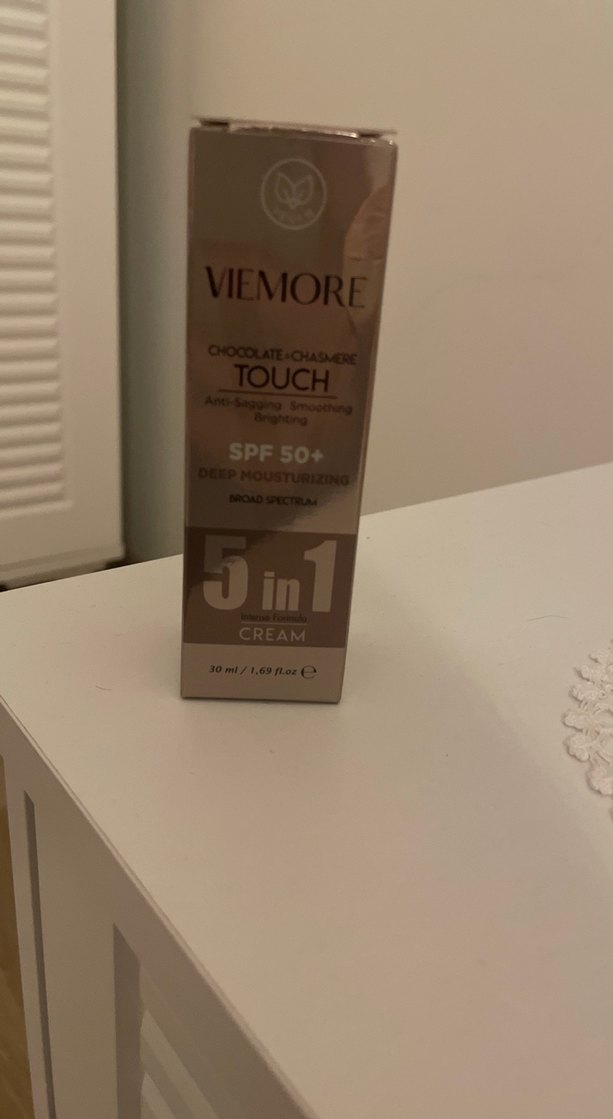 VEGAN
VIEMORE
CHOCOLATE&CHASMERE
TOUCH
Anti-Sagging Smoothing
Brighting
SPF 50+
DEEP MOUSTURIZING
BROAD SPECTRUM
5 in 1
Intense Formula
CREAM
30 ml / 1,69 fl.oz ℮